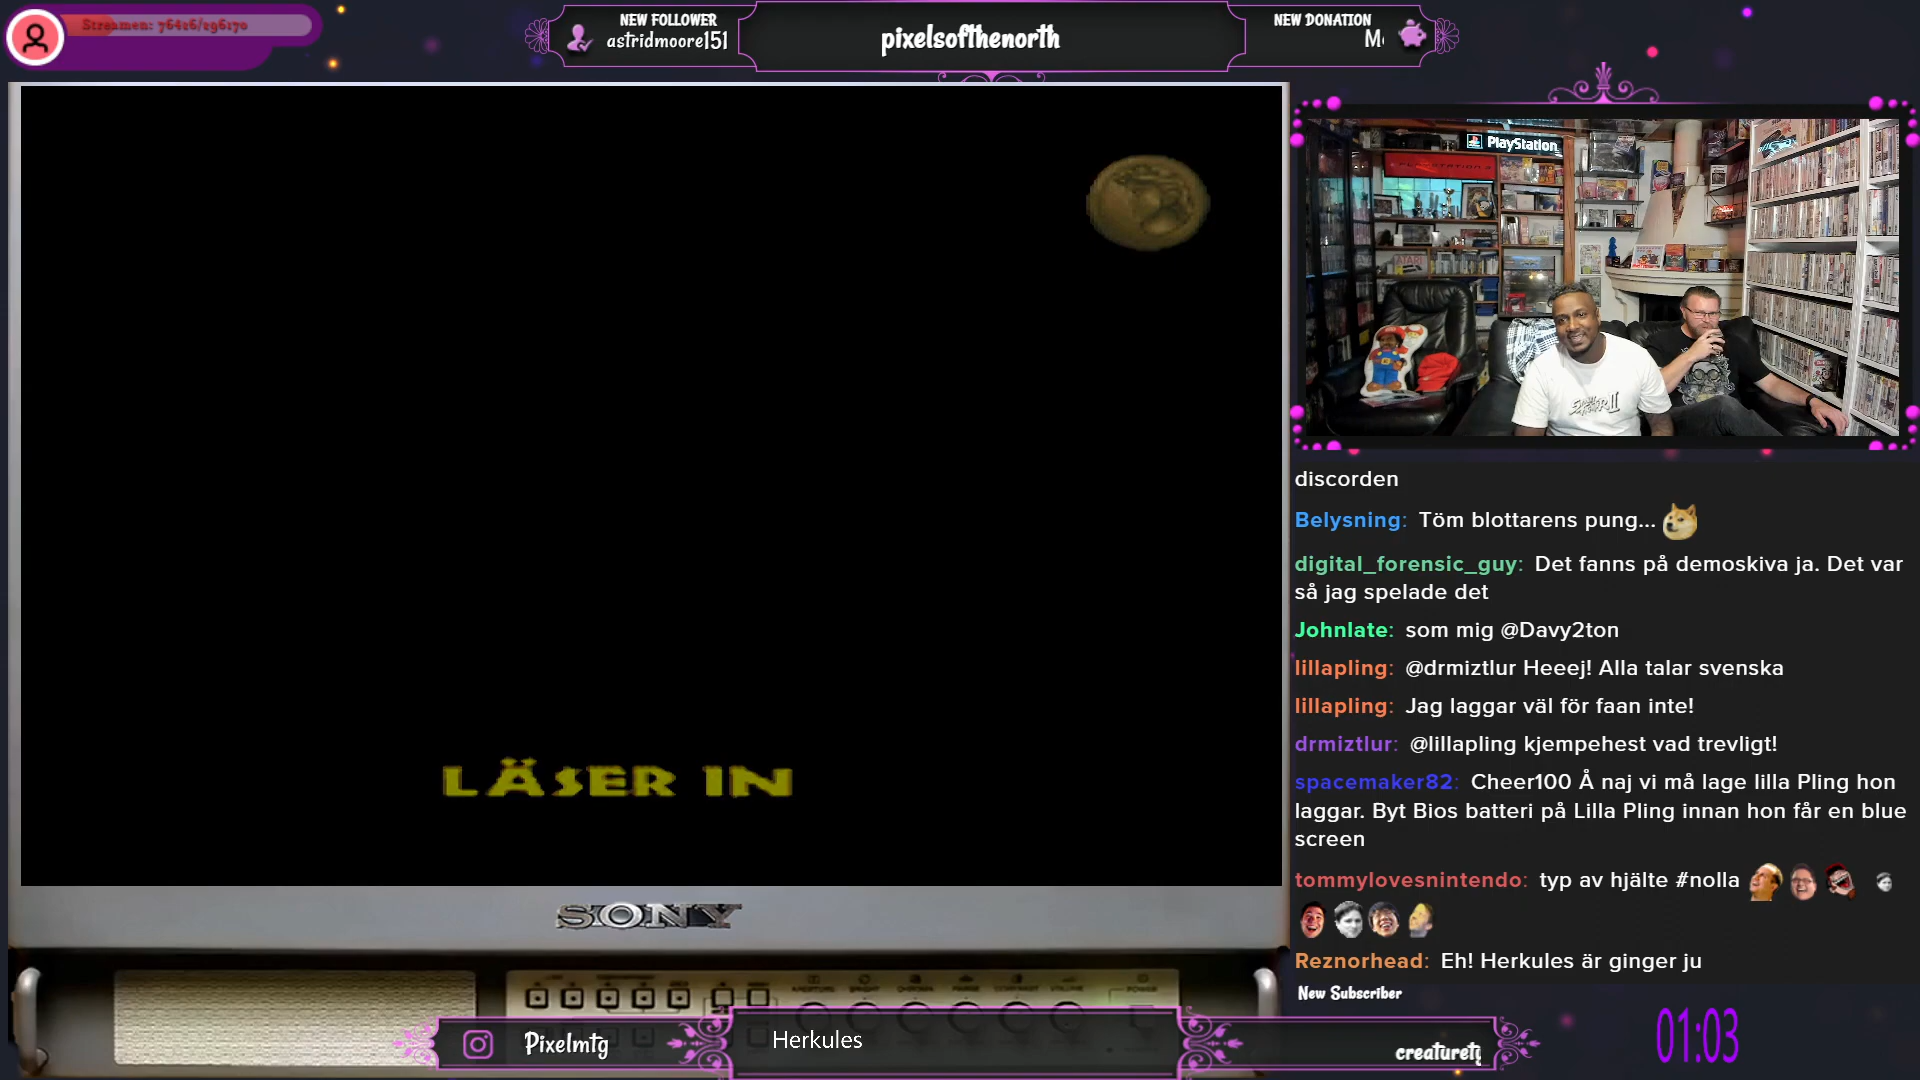 Streamen: 76426/296170
NEW FOLLOWER
astridmoore151
pixelsofthenorth
NEW DONATION
PlayStation
LÄSER IN
SONY
discorden
Belysning: Töm blottarens pung...
digital_forensic_guy: Det fanns på demoskiva ja. Det var
så jag spelade det
Johnlate: som mig @Davy2ton
lillapling: @drmiztlur Heeej! Alla talar svenska
lillapling: Jag laggar väl för faan inte!
drmiztlur: @lillapling kjempehest vad trevligt!
spacemaker82: Cheer100 Å naj vi må lage lilla Pling hon
laggar. Byt Bios batteri på Lilla Pling innan hon får en blue
screen
tommylovesnintendo: typ av hjälte #nolla
Reznorhead: Eh! Herkules är ginger ju
New Subscriber
Pixelmtg
Herkules
creaturety
01:03